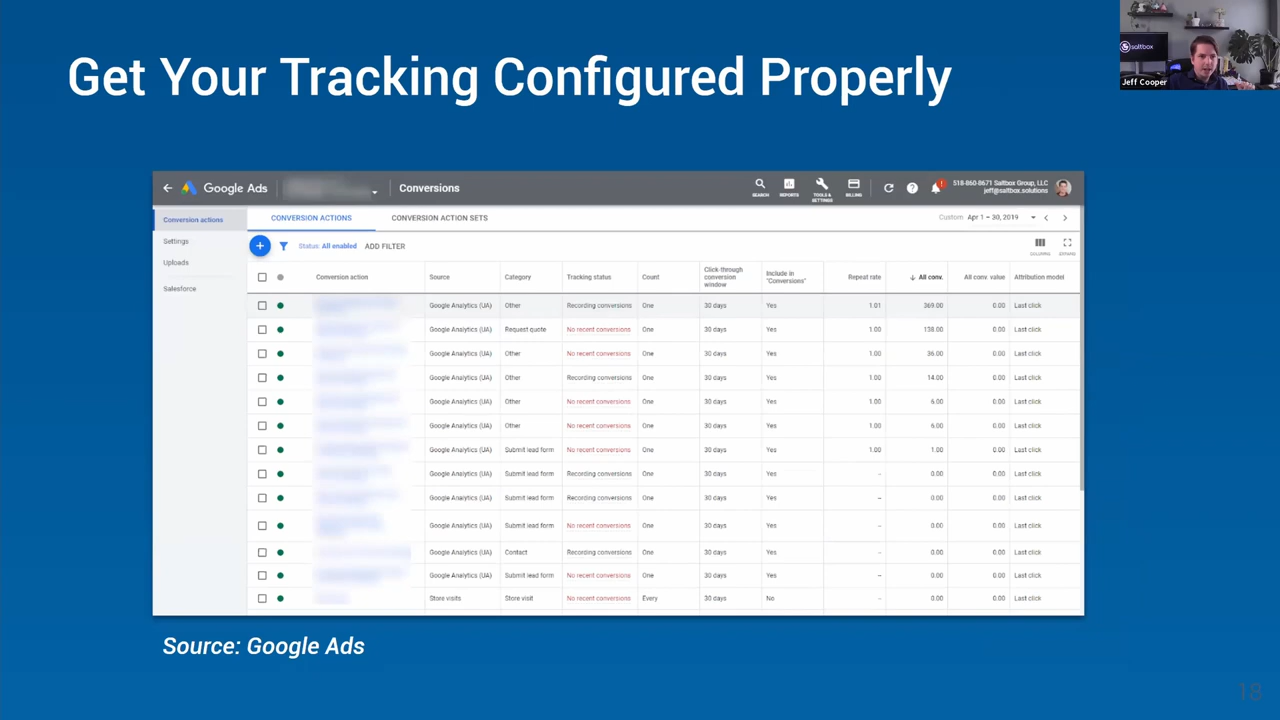 Get Your Tracking Configured Properly
saltbox
Jeff Cooper
Google Ads
Conversions
SEARCH
REPORTS
TOOLS & SETTINGS
BILLING
518-860-8671 Saltbox Group, LLC
jeff@saltbox.solutions
Conversion actions
Settings
Uploads
Salesforce
CONVERSION ACTIONS CONVERSION ACTION SETS
Custom Apr 1 – 30, 2019
Status: All enabled ADD FILTER
COLUMNS EXPAND
Conversion action Source Category Tracking status Count Click-through conversion window Include in "Conversions" Repeat rate All conv. All conv. value Attribution model
Google Analytics (UA) Other Recording conversions One 30 days Yes 1.01 369.00 0.00 Last click
Google Analytics (UA) Request quote No recent conversions One 30 days Yes 1.00 138.00 0.00 Last click
Google Analytics (UA) Other No recent conversions One 30 days Yes 1.00 36.00 0.00 Last click
Google Analytics (UA) Other Recording conversions One 30 days Yes 1.00 14.00 0.00 Last click
Google Analytics (UA) Other No recent conversions One 30 days Yes 1.00 6.00 0.00 Last click
Google Analytics (UA) Other No recent conversions One 30 days Yes 1.00 6.00 0.00 Last click
Google Analytics (UA) Submit lead form No recent conversions One 30 days Yes 1.00 1.00 0.00 Last click
Google Analytics (UA) Submit lead form Recording conversions One 30 days Yes – 0.00 0.00 Last click
Google Analytics (UA) Submit lead form Recording conversions One 30 days Yes – 0.00 0.00 Last click
Google Analytics (UA) Submit lead form No recent conversions One 30 days Yes – 0.00 0.00 Last click
Google Analytics (UA) Contact Recording conversions One 30 days Yes – 0.00 0.00 Last click
Google Analytics (UA) Submit lead form No recent conversions One 30 days Yes – 0.00 0.00 Last click
Store visits Store visit No recent conversions Every 30 days No – 0.00 0.00 Last click
Source: Google Ads
18